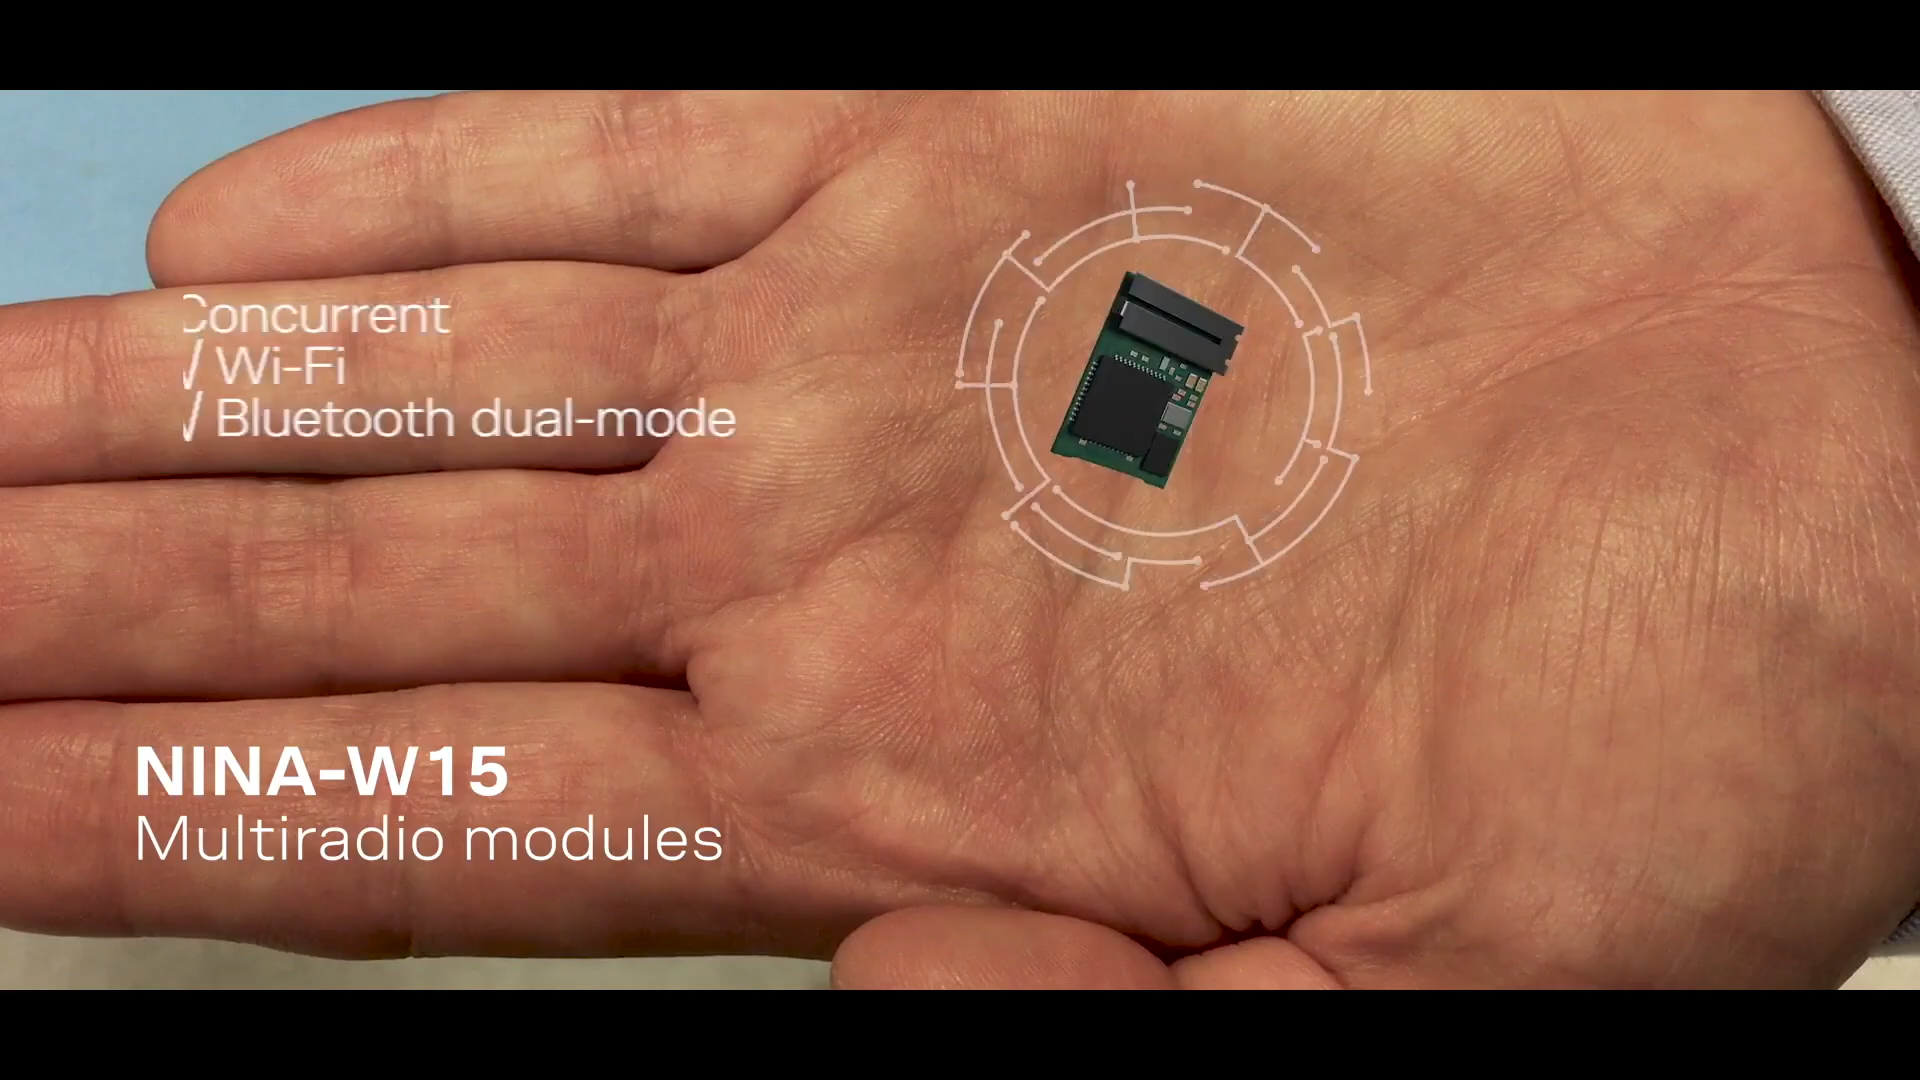 Concurrent
√ Wi-Fi
√ Bluetooth dual-mode
NINA-W15
Multiradio modules